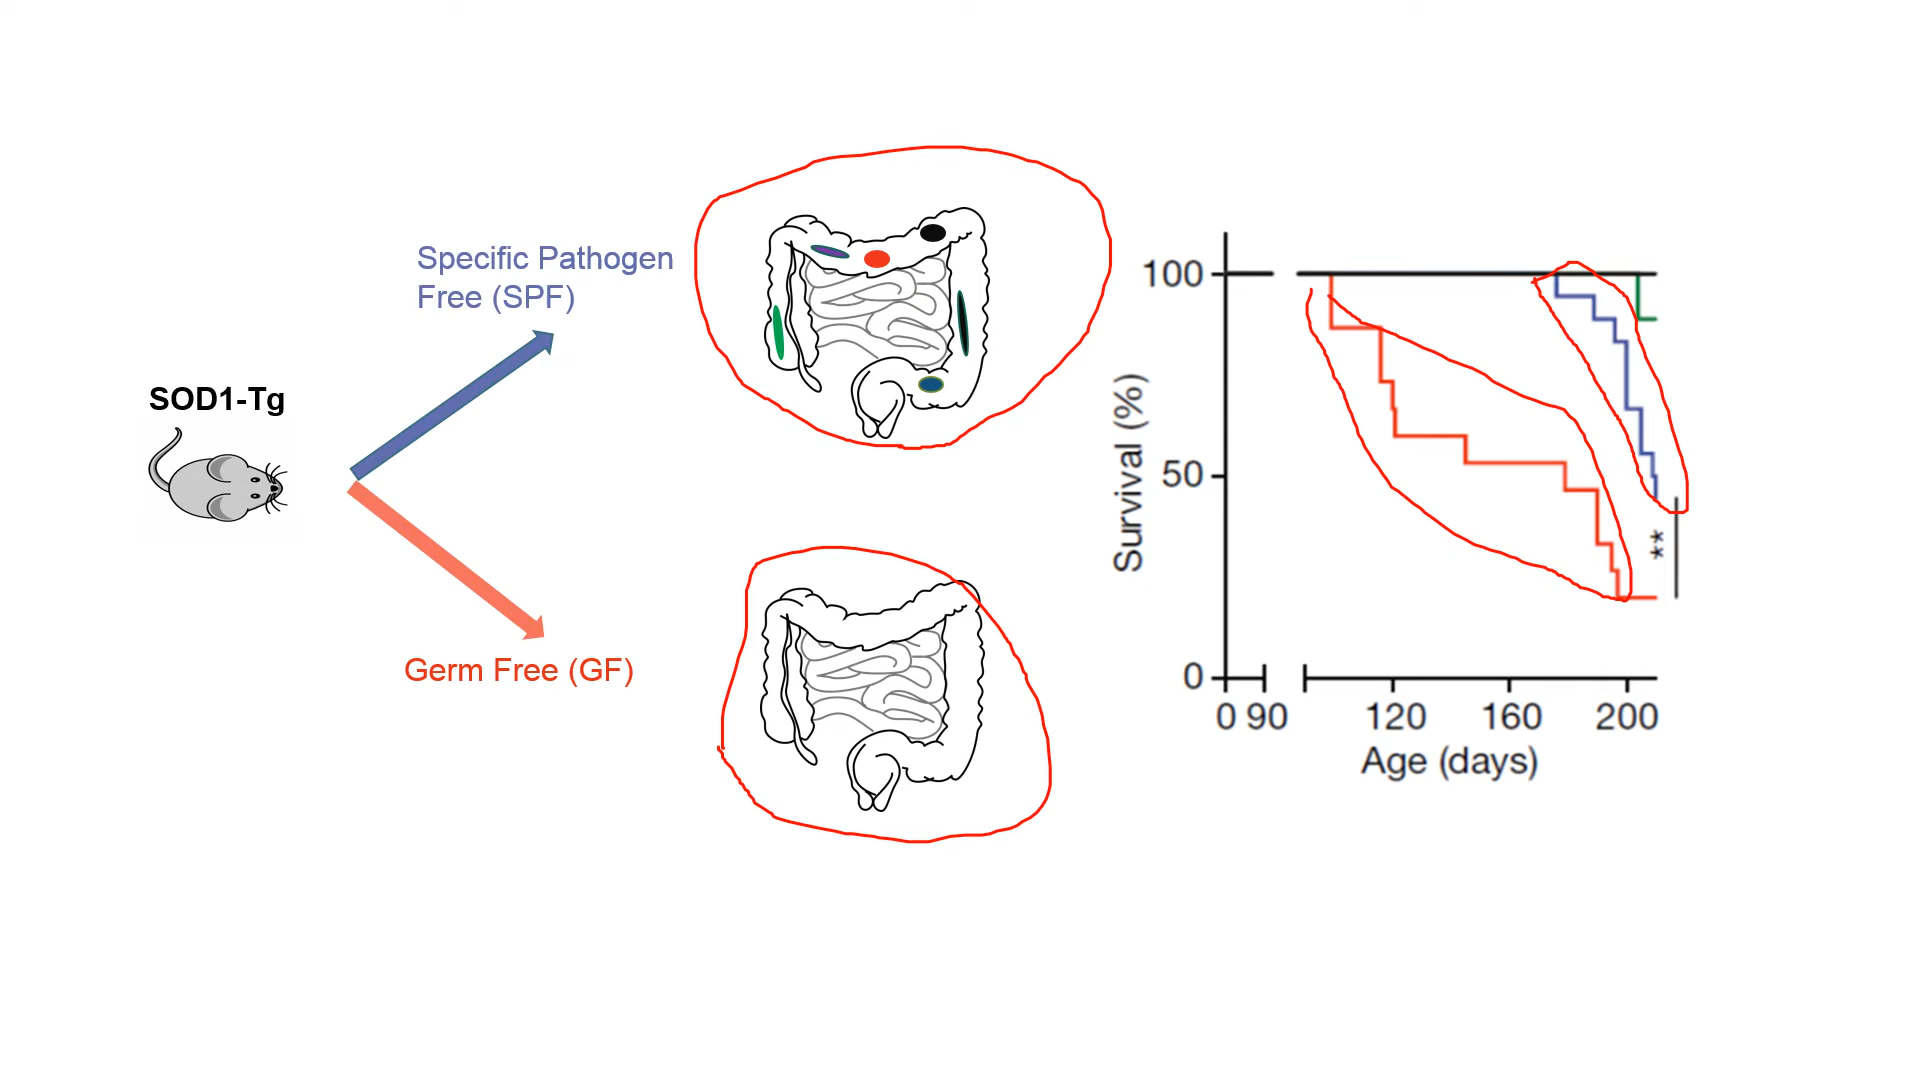 Specific Pathogen
Free (SPF)
SOD1-Tg
Germ Free (GF)
100
50
0
Survival (%)
**
0 90 120 160 200
Age (days)